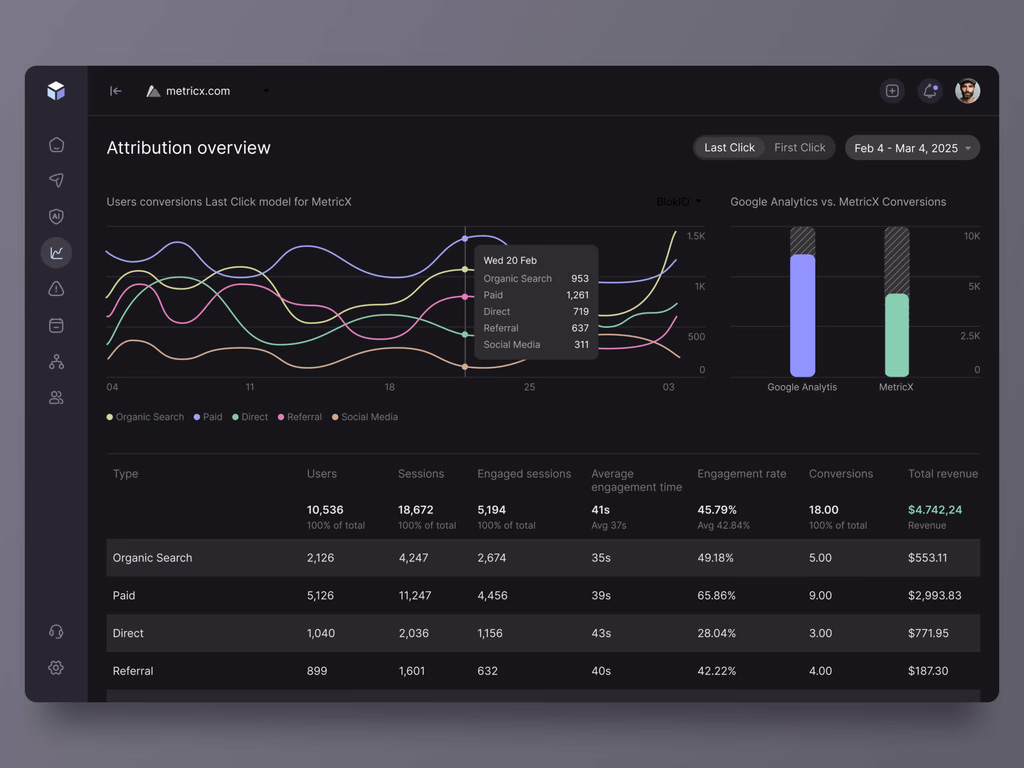 metricx.com
Attribution overview
Last Click First Click Feb 4 - Mar 4, 2025
Users conversions Last Click model for MetricX BlokID
Google Analytics vs. MetricX Conversions
1.5K
1K
500
0
Wed 20 Feb
Organic Search 953
Paid 1,261
Direct 719
Referral 637
Social Media 311
04 11 18 25 03
Organic Search Paid Direct Referral Social Media
10K
5K
2.5K
0
Google Analytis MetricX
AI
Type Users Sessions Engaged sessions Average engagement time Engagement rate Conversions Total revenue
10,536 18,672 5,194 41s 45.79% 18.00 $4.742,24
100% of total 100% of total 100% of total Avg 37s Avg 42.84% 100% of total Revenue
Organic Search 2,126 4,247 2,674 35s 49.18% 5.00 $553.11
Paid 5,126 11,247 4,456 39s 65.86% 9.00 $2,993.83
Direct 1,040 2,036 1,156 43s 28.04% 3.00 $771.95
Referral 899 1,601 632 40s 42.22% 4.00 $187.30